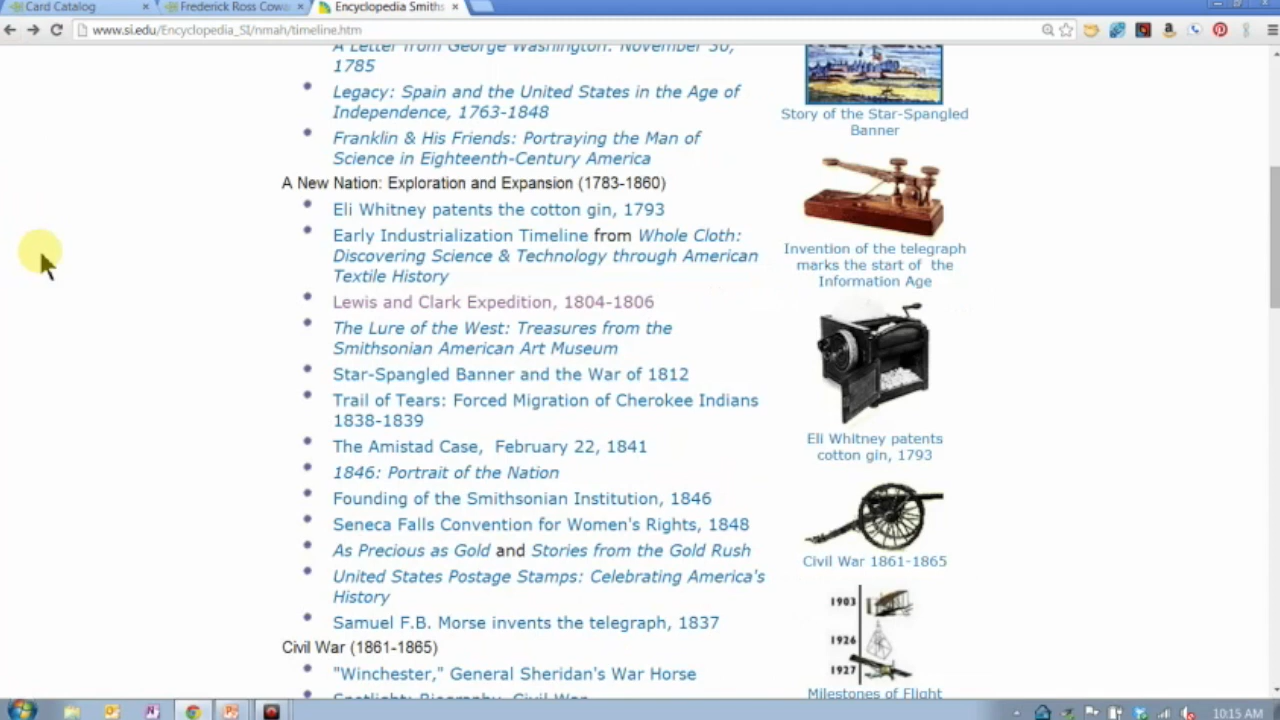 Card Catalog
Frederick Ross Cowa
Encyclopedia Smiths
www.si.edu/Encyclopedia_SI/nmah/timeline.htm
A Letter from George Washington: November 30,
1785
Legacy: Spain and the United States in the Age of
Independence, 1763-1848
Franklin & His Friends: Portraying the Man of
Science in Eighteenth-Century America
A New Nation: Exploration and Expansion (1783-1860)
Eli Whitney patents the cotton gin, 1793
Early Industrialization Timeline from Whole Cloth:
Discovering Science & Technology through American
Textile History
Lewis and Clark Expedition, 1804-1806
The Lure of the West: Treasures from the
Smithsonian American Art Museum
Star-Spangled Banner and the War of 1812
Trail of Tears: Forced Migration of Cherokee Indians
1838-1839
The Amistad Case, February 22, 1841
1846: Portrait of the Nation
Founding of the Smithsonian Institution, 1846
Seneca Falls Convention for Women's Rights, 1848
As Precious as Gold and Stories from the Gold Rush
United States Postage Stamps: Celebrating America's
History
Samuel F.B. Morse invents the telegraph, 1837
Civil War (1861-1865)
"Winchester," General Sheridan's War Horse
Spotlight: Biography: Civil War
Story of the Star-Spangled
Banner
Invention of the telegraph
marks the start of the
Information Age
Eli Whitney patents
cotton gin, 1793
Civil War 1861-1865
1903
1926
1927
Milestones of Flight
10:15 AM